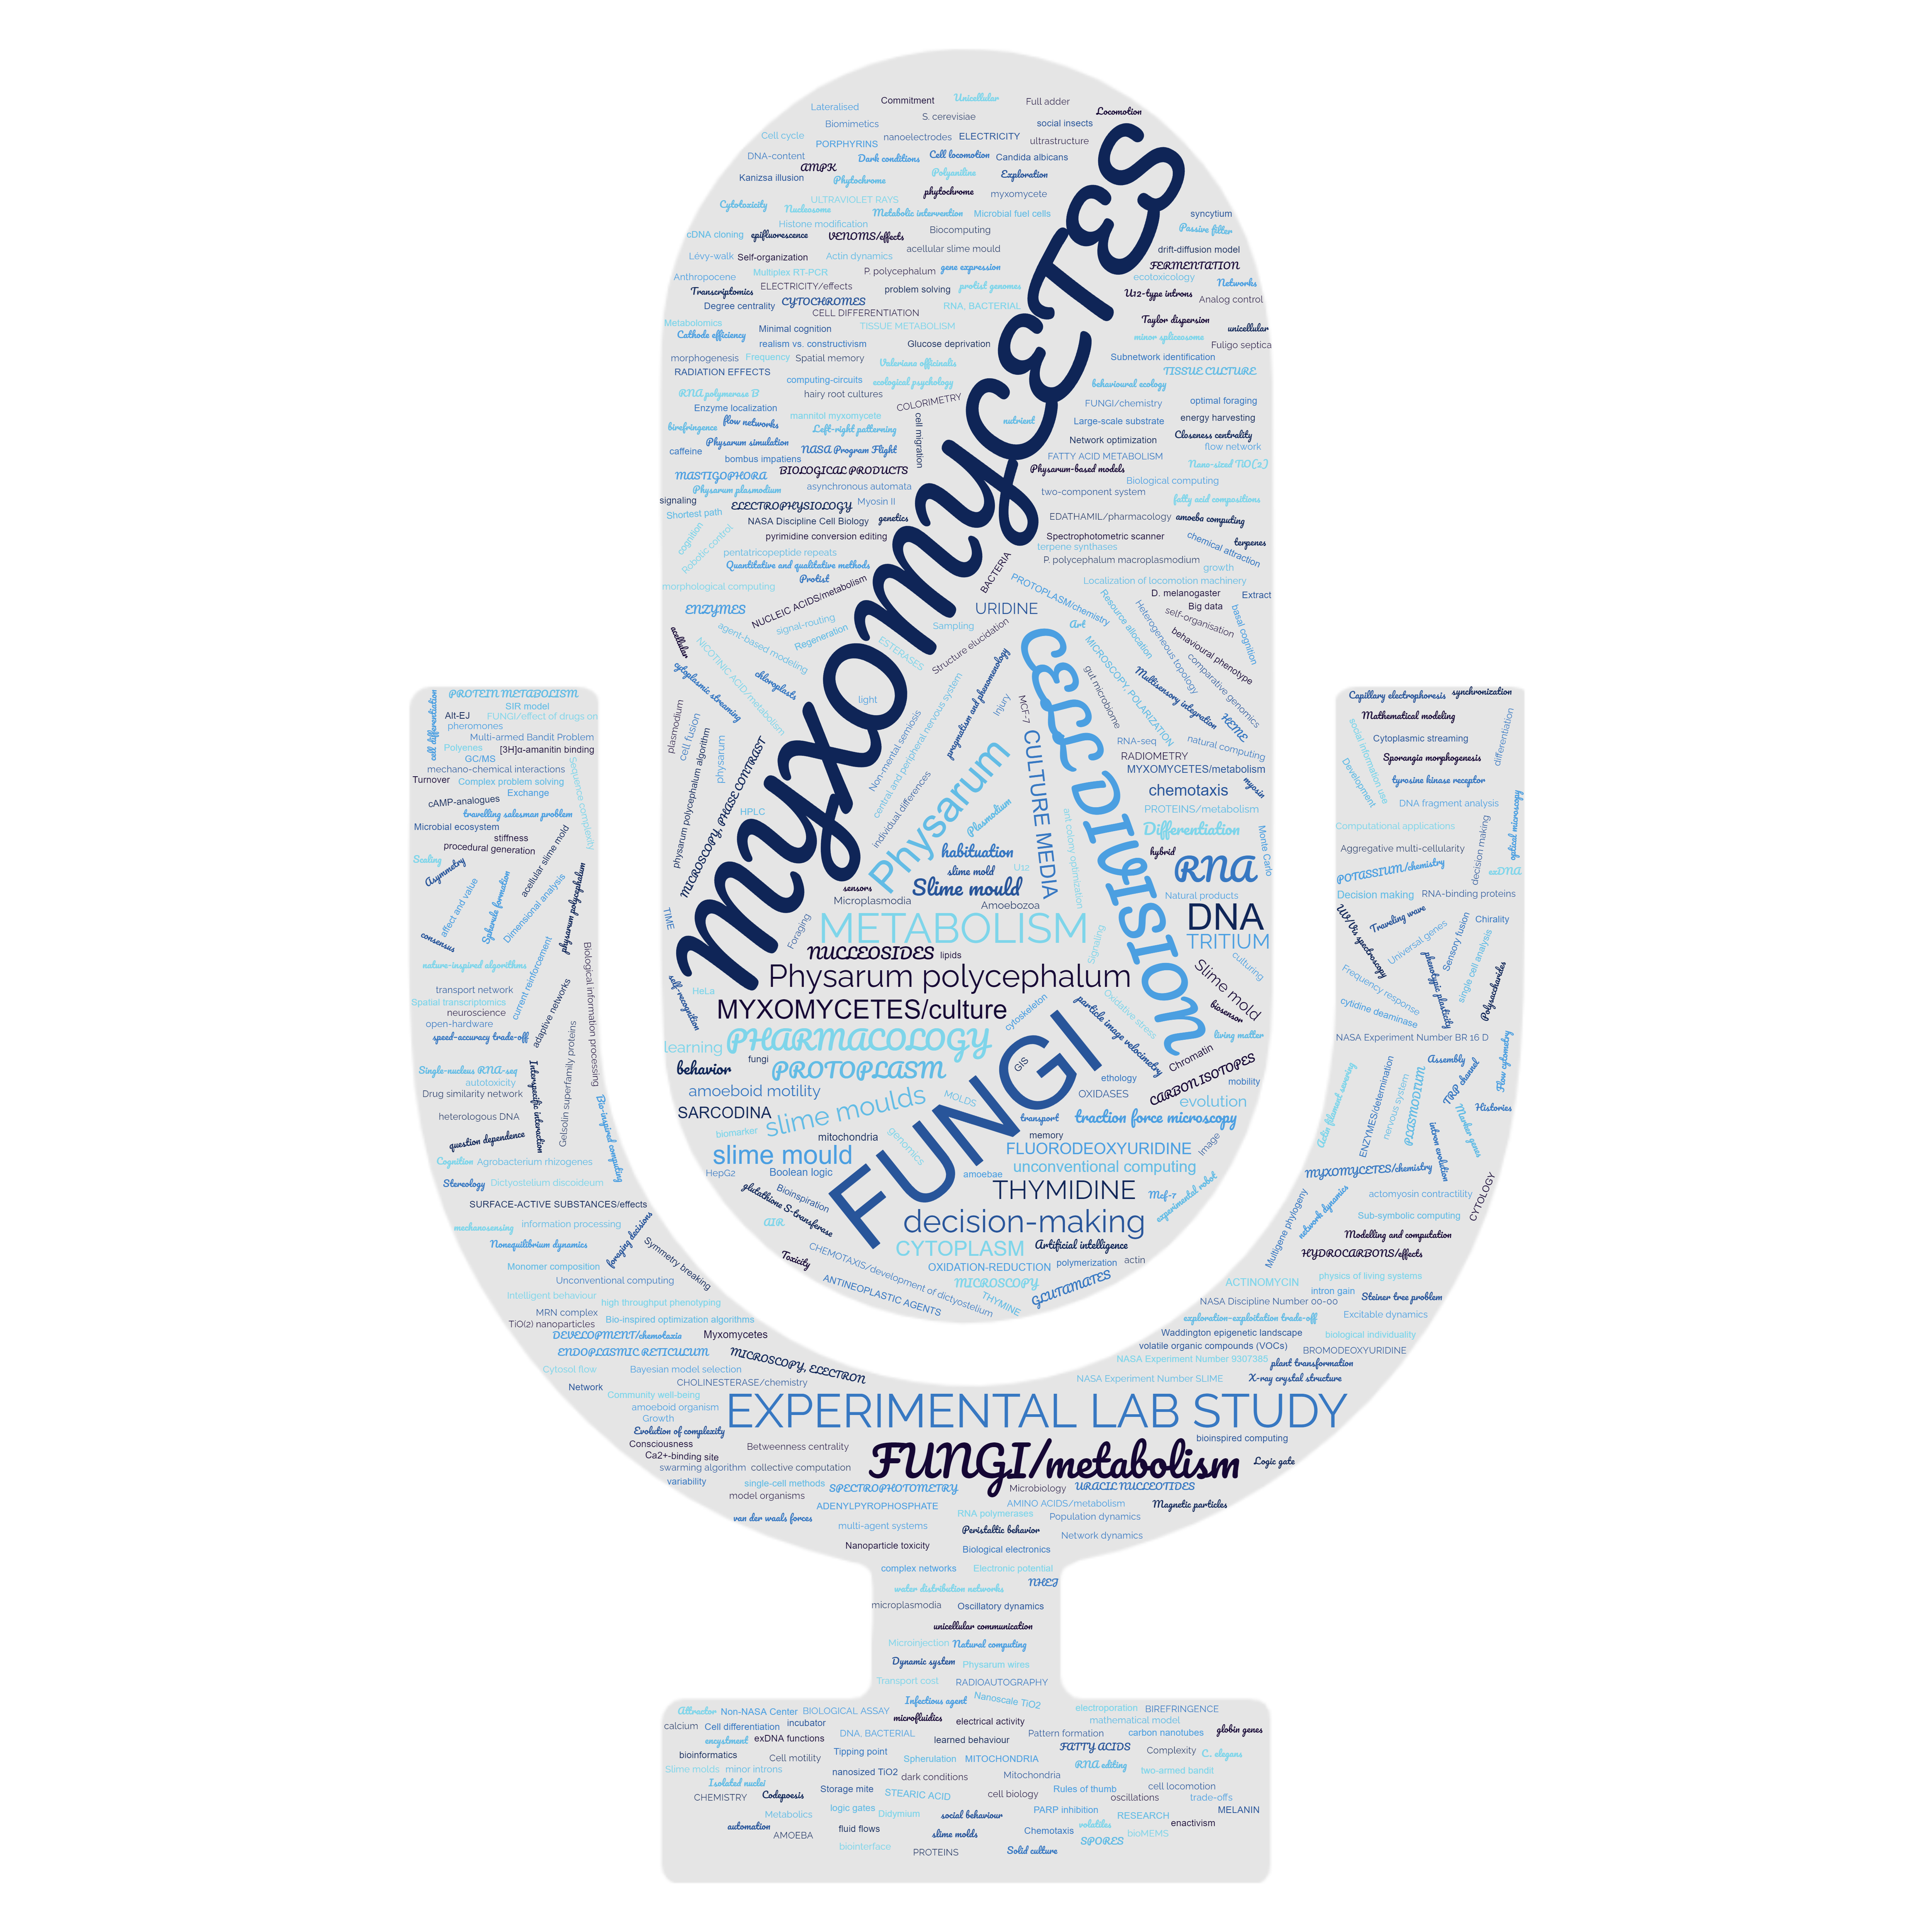 Lateralised
Commitment
Unicellular
Full adder
Locomotion
Biomimetics
S. cerevisiae
social insects
Cell cycle
PORPHYRINS
nanoelectrodes
ELECTRICITY
ultrastructure
DNA-content
AMPK
Dark conditions
Cell locomotion
Candida albicans
Kanizsa illusion
Phytochrome
Polyaniline
Exploration
phytochrome
myxomycete
Cytotoxicity
ULTRAVIOLET RAYS
Nucleosome
Metabolic intervention
Microbial fuel cells
syncytium
Histone modification
Passive filter
cDNA cloning
epifluorescence
VENOMS/effects
Biocomputing
Lévy-walk
Self-organization
Actin dynamics
acellular slime mould
drift-diffusion model
Anthropocene
Multiplex RT-PCR
P. polycephalum
gene expression
FERMENTATION
ecotoxicology
Networks
Transcriptomics
ELECTRICITY/effects
problem solving
protist genomes
U12-type introns
Analog control
Degree centrality
CYTOCHROMES
RNA, BACTERIAL
CELL DIFFERENTIATION
Taylor dispersion
Metabolomics
Minimal cognition
TISSUE METABOLISM
unicellular
Cathode efficiency
realism vs. constructivism
Glucose deprivation
minor spliceosome
Fuligo septica
morphogenesis
Frequency
Spatial memory
Valeriana officinalis
Subnetwork identification
RADIATION EFFECTS
computing-circuits
ecological psychology
TISSUE CULTURE
behavioural ecology
RNA polymerase B
hairy root cultures
COLORIMETRY
FUNGI/chemistry
optimal foraging
Enzyme localization
mannitol myxomycete
cell migration
nutrient
Large-scale substrate
energy harvesting
birefringence
flow networks
Left-right patterning
Physarum simulation
Network optimization
Closeness centrality
flow network
caffeine
NASA Program Flight
bombus impatiens
FATTY ACID METABOLISM
Nano-sized TiO(2)
MASTIGOPHORA
BIOLOGICAL PRODUCTS
Physarum-based models
Biological computing
Physarum plasmodium
asynchronous automata
two-component system
signaling
ELECTROPHYSIOLOGY
Myosin II
fatty acid compositions
Shortest path
NASA Discipline Cell Biology
genetics
EDATHAMIL/pharmacology
amoeba computing
cognition
Robotic control
pyrimidine conversion editing
Spectrophotometric scanner
chemical attraction
terpenes
pentatricopeptide repeats
terpene synthases
Quantitative and qualitative methods
P. polycephalum macroplasmodium
growth
Protist
morphological computing
BACTERIA
Localization of locomotion machinery
MYXOMYCETES
NUCLEIC ACIDS/metabolism
PROTOPLASM/chemistry
D. melanogaster
Extract
ENZYMES
URIDINE
Resource allocation
Heterogeneous topology
Big data
self-organisation
basal cognition
signal-routing
Regeneration
Sampling
Art
behavioural phenotype
acellular
agent-based modeling
ESTERASES
Structure elucidation
MICROSCOPY, POLARIZATION
comparative genomics
NICOTINIC ACID/metabolism
cytoplasmic streaming
chloroplasts
light
pragmatism and phenomenology
gut microbiome
Multisensory integration
HEME
plasmodium
cell fusion
physarum
physarum polycephalum algorithm
MICROSCOPY, PHASE CONTRAST
HPLC
Non-mental semiosis
central and peripheral nervous system
individual differences
Injury
MCF-7
CELL DIVISION
RNA-seq
natural computing
RADIOMETRY
MYXOMYCETES/metabolism
Physarum
Plasmodium
CULTURE MEDIA
ant colony optimization
chemotaxis
myosin
PROTEINS/metabolism
Differentiation
Monte Carlo
habituation
slime mold
U12
hybrid
RNA
sensors
Slime mould
Microplasmodia
Amoebozoa
Natural products
TIME
Foraging
METABOLISM
Signaling
DNA
TRITIUM
NUCLEOSIDES
lipids
Physarum polycephalum
Slime mold
culturing
self-recognition
HeLa
MYXOMYCETES/culture
cytoskeleton
particle image velocimetry
Oxidative stress
biosensor
living matter
learning
PHARMACOLOGY
fungi
GIS
Chromatin
behavior
PROTOPLASM
FUNGI
ethology
CARBON ISOTOPES
mobility
amoeboid motility
MOLDS
OXIDASES
evolution
SARCODINA
slime moulds
transport
traction force microscopy
biomarker
mitochondria
genomics
memory
Image
slime mould
FLUORODEOXYURIDINE
HepG2
Boolean logic
amoebae
unconventional computing
glutathione S-transferase
Bioinspiration
THYMIDINE
Mcf-7
experimental robot
AIR
decision-making
Toxicity
CYTOPLASM
Artificial intelligence
CHEMOTAXIS/development of dictyostelium
OXIDATION-REDUCTION
polymerization
actin
ANTINEOPLASTIC AGENTS
MICROSCOPY
THYMINE
GLUTAMATES
cell differentiation
PROTEIN METABOLISM
SIR model
Alt-EJ
FUNGI/effect of drugs on
pheromones
Multi-armed Bandit Problem
Polyenes
[3H]α-amanitin binding
GC/MS
mechano-chemical interactions
Sequence complexity
Turnover
Complex problem solving
Exchange
cAMP-analogues
travelling salesman problem
Microbial ecosystem
stiffness
procedural generation
acellular slime mold
Scaling
Asymmetry
affect and value
Spherule formation
Dimensional analysis
physarum polycephalum
consensus
nature-inspired algorithms
current reinforcement
Biological information processing
transport network
Spatial transcriptomics
neuroscience
adaptive networks
open-hardware
speed-accuracy trade-off
Single-nucleus RNA-seq
autotoxicity
Interspecific interaction
Gelsolin superfamily proteins
Drug similarity network
Bio-inspired computing
heterologous DNA
question dependence
Cognition
Agrobacterium rhizogenes
Stereology
Dictyostelium discoideum
SURFACE-ACTIVE SUBSTANCES/effects
mechanosensing
information processing
foraging decisions
Nonequilibrium dynamics
Symmetry breaking
Monomer composition
Unconventional computing
Intelligent behaviour
high throughput phenotyping
MRN complex
TiO(2) nanoparticles
Bio-inspired optimization algorithms
DEVELOPMENT/chemotaxis
Myxomycetes
ENDOPLASMIC RETICULUM
MICROSCOPY, ELECTRON
Cytosol flow
Bayesian model selection
CHOLINESTERASE/chemistry
Network
Community well-being
amoeboid organism
Growth
Evolution of complexity
Consciousness
Betweenness centrality
Ca2+-binding site
swarming algorithm
collective computation
variability
single-cell methods
model organisms
Capillary electrophoresis
synchronization
Mathematical modeling
social information use
Cytoplasmic streaming
differentiation
Development
Sporangia morphogenesis
tyrosine kinase receptor
DNA fragment analysis
optical microscopy
Computational applications
decision making
Aggregative multi-cellularity
POTASSIUM/chemistry
exDNA
Decision making
RNA-binding proteins
UV/Vis spectroscopy
Traveling wave
Chirality
Universal genes
Sensory fusion
single cell analysis
Frequency response
phenotypic plasticity
Polysaccharides
cytidine deaminase
NASA Experiment Number BR 16 D
Actin filament severing
ENZYMES/determination
nervous system
PLASMODIUM
Assembly
TRP channel
Flow cytometry
Marker genes
Histories
intron evolution
MYXOMYCETES/chemistry
Multigene phylogeny
network dynamics
actomyosin contractility
CYTOLOGY
Sub-symbolic computing
Modelling and computation
HYDROCARBONS/effects
ACTINOMYCIN
physics of living systems
intron gain
Steiner tree problem
NASA Discipline Number 00-00
exploration-exploitation trade-off
Excitable dynamics
Waddington epigenetic landscape
biological individuality
volatile organic compounds (VOCs)
BROMODEOXYURIDINE
NASA Experiment Number 9307385
plant transformation
NASA Experiment Number SLIME
X-ray crystal structure
EXPERIMENTAL LAB STUDY
bioinspired computing
FUNGI/metabolism
Logic gate
SPECTROPHOTOMETRY
Microbiology
URACIL NUCLEOTIDES
ADENYLPYROPHOSPHATE
AMINO ACIDS/metabolism
Magnetic particles
van der waals forces
RNA polymerases
Population dynamics
multi-agent systems
Peristaltic behavior
Network dynamics
Nanoparticle toxicity
Biological electronics
complex networks
Electronic potential
water distribution networks
NHEJ
microplasmodia
Oscillatory dynamics
unicellular communication
Microinjection
Natural computing
Dynamic system
Physarum wires
Transport cost
RADIOAUTOGRAPHY
Infectious agent
Nanoscale TiO2
Attractor
Non-NASA Center
BIOLOGICAL ASSAY
microfluidics
electroporation
BIREFRINGENCE
calcium
Cell differentiation
incubator
electrical activity
mathematical model
DNA, BACTERIAL
Pattern formation
carbon nanotubes
globin genes
encystment
exDNA functions
learned behaviour
bioinformatics
Cell motility
Tipping point
Spherulation
MITOCHONDRIA
FATTY ACIDS
Complexity
C. elegans
Slime molds
minor introns
nanosized TiO2
dark conditions
Mitochondria
RNA editing
two-armed bandit
Isolated nuclei
Storage mite
STEARIC ACID
cell biology
Rules of thumb
cell locomotion
CHEMISTRY
Codepoesis
oscillations
trade-offs
Metabolics
logic gates
Didymium
social behaviour
PARP inhibition
RESEARCH
MELANIN
automation
AMOEBA
fluid flows
slime molds
Chemotaxis
volatiles
enactivism
bioMEMS
biointerface
PROTEINS
Solid culture
SPORES